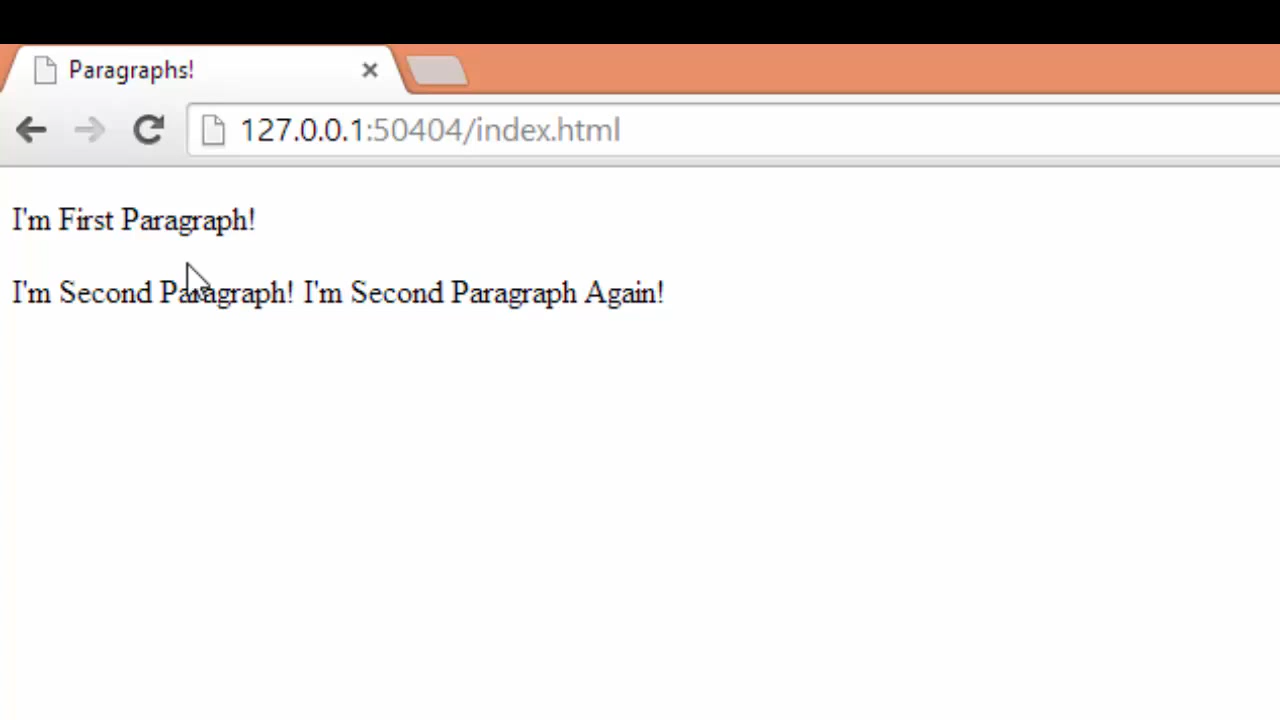 Paragraphs!
127.0.0.1:50404/index.html
I'm First Paragraph!
I'm Second Paragraph! I'm Second Paragraph Again!